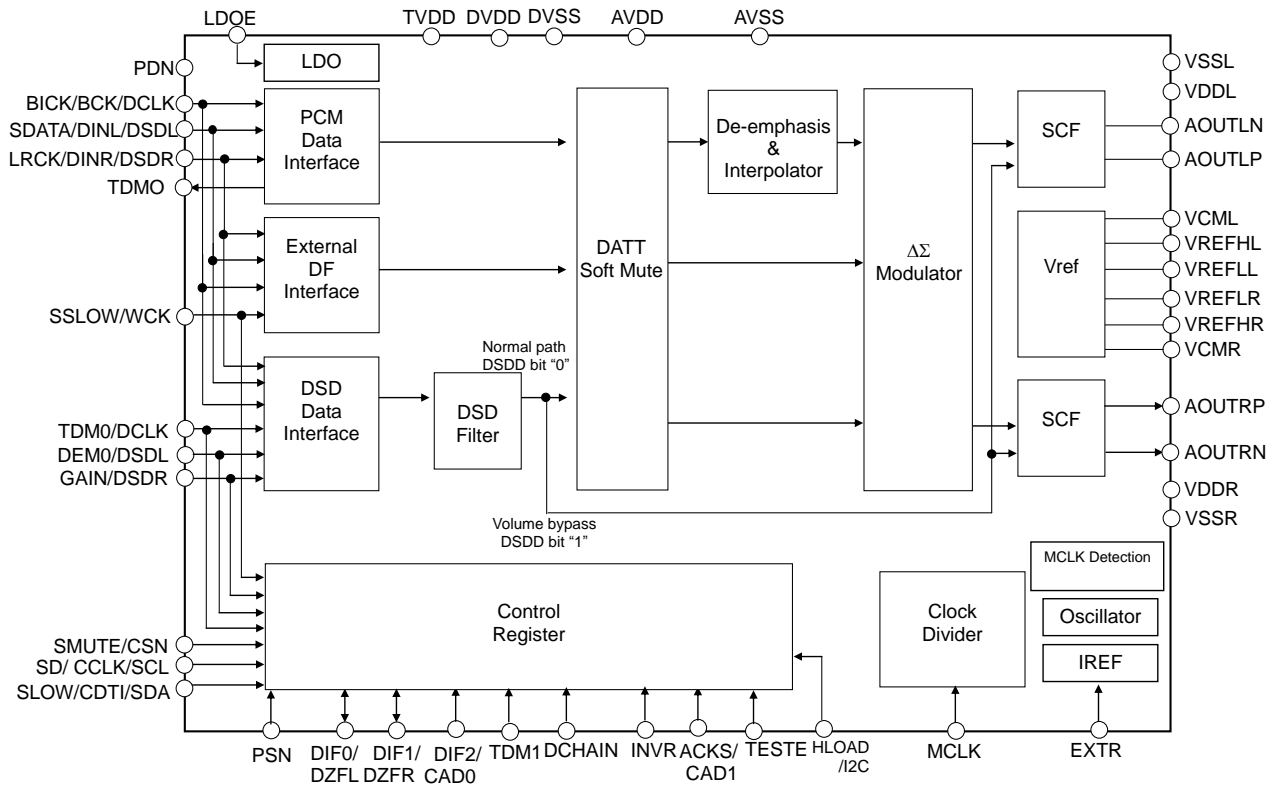 LDOE
TVDD
DVDD
DVSS
AVDD
AVSS
PDN
LDO
VSSL
VDDL
BICK/BCK/DCLK
SDATA/DINL/DSDL
LRCK/DINR/DSDR
TDMO
PCM
Data
Interface
De-emphasis
&
Interpolator
SCF
AOUTLN
AOUTLP
External
DF
Interface
DATT
Soft Mute
ΔΣ
Modulator
Vref
VCML
VREFHL
VREFLL
VREFLR
VREFHR
VCMR
SSLOW/WCK
Normal path
DSDD bit “0”
DSD
Data
Interface
DSD
Filter
SCF
AOUTRP
AOUTRN
TDM0/DCLK
DEM0/DSDL
GAIN/DSDR
VDDR
VSSR
Volume bypass
DSDD bit “1”
MCLK Detection
Control
Register
Clock
Divider
Oscillator
IREF
SMUTE/CSN
SD/ CCLK/SCL
SLOW/CDTI/SDA
PSN
DIF0/
DZFL
DIF1/
DZFR
DIF2/
CAD0
TDM1
DCHAIN
INVR
ACKS/
CAD1
TESTE
HLOAD
/I2C
MCLK
EXTR